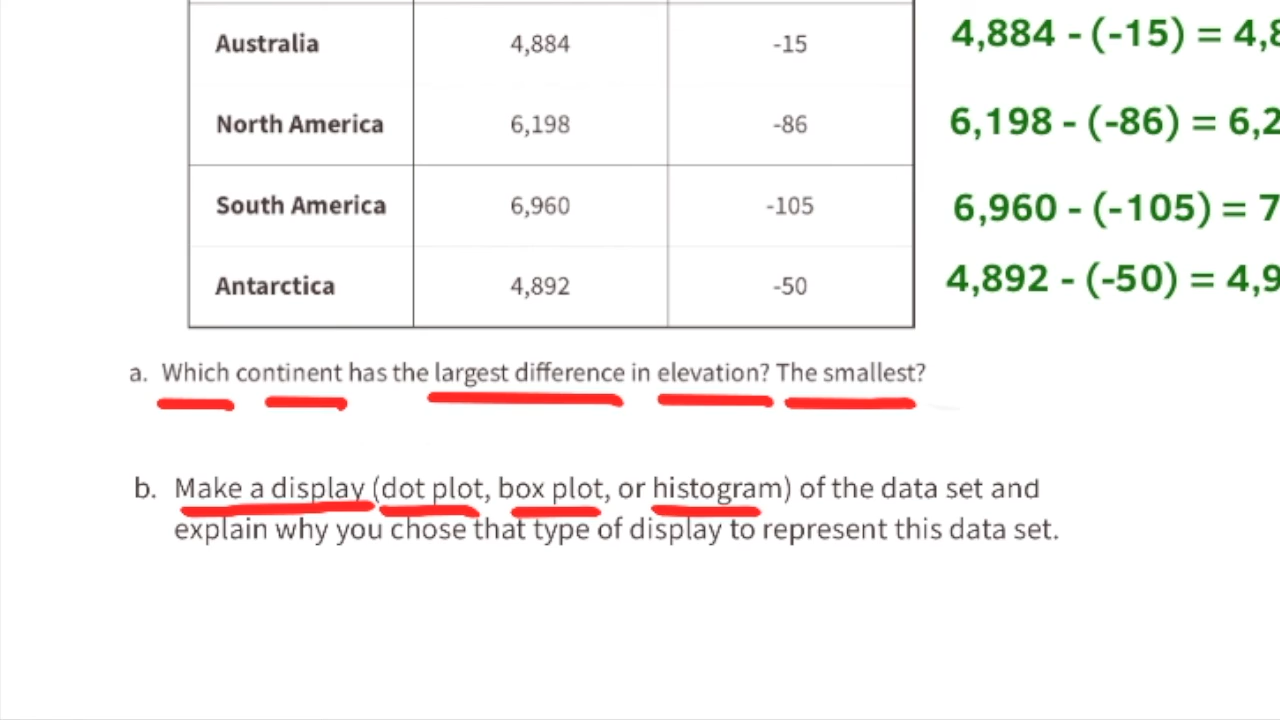 Australia 4,884 -15 4,884 - (-15) = 4,8
North America 6,198 -86 6,198 - (-86) = 6,2
South America 6,960 -105 6,960 - (-105) = 7
Antarctica 4,892 -50 4,892 - (-50) = 4,9
a. Which continent has the largest difference in elevation? The smallest?
b. Make a display (dot plot, box plot, or histogram) of the data set and
explain why you chose that type of display to represent this data set.